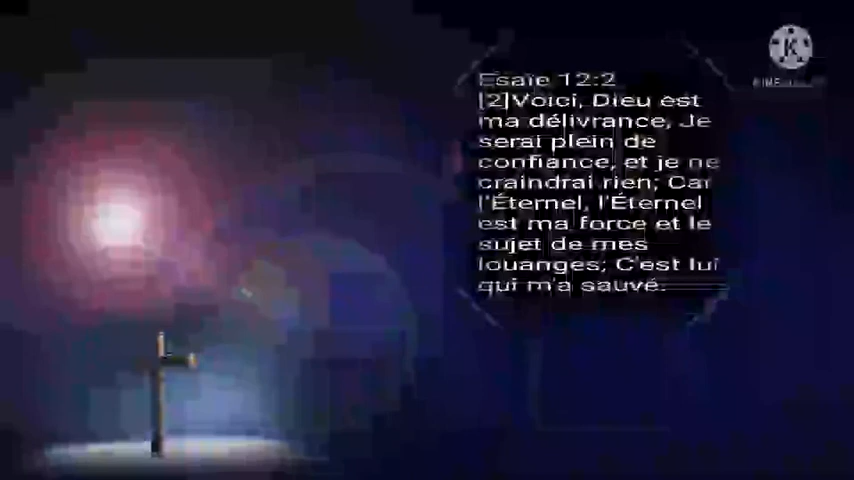 Esaïe 12:2
[2]Voici, Dieu est
ma délivrance, Je
serai plein de
confiance, et je ne
craindrai rien; Car
l'Éternel, l'Éternel
est ma force et le
sujet de mes
louanges; C'est lui
qui m'a sauvé.
K